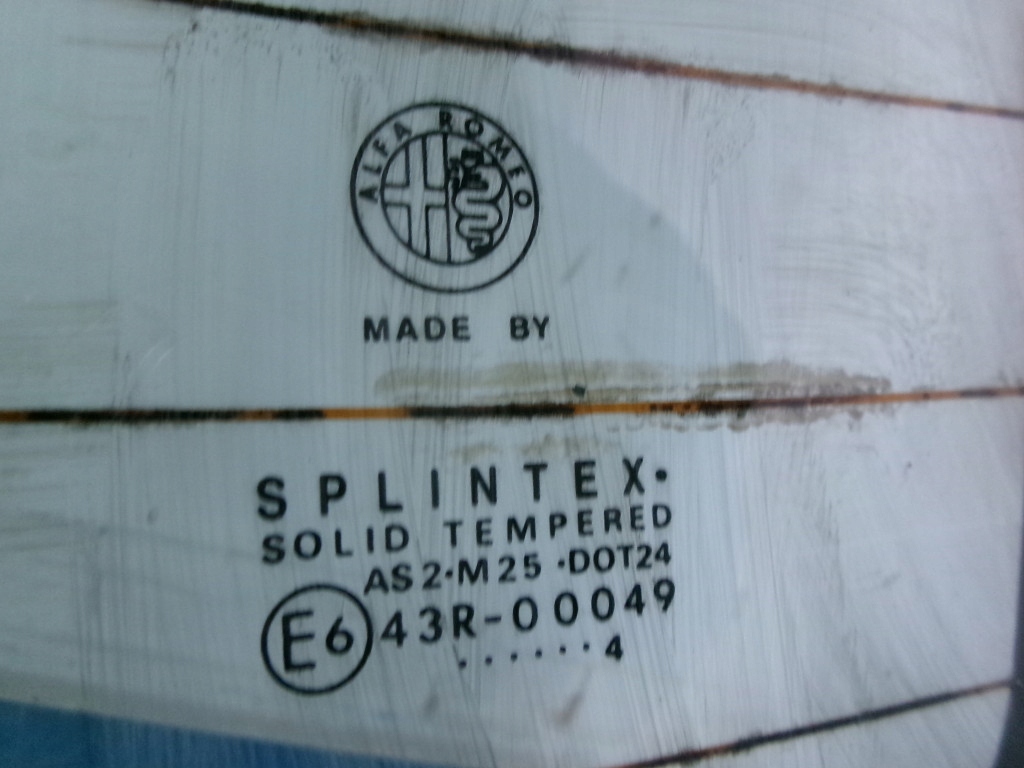 ALFA ROMEO
MADE BY
SPLINTEX.
SOLID TEMPERED
AS2·M25 ·DOT24
E6 43R-00049
. . . . . . 4